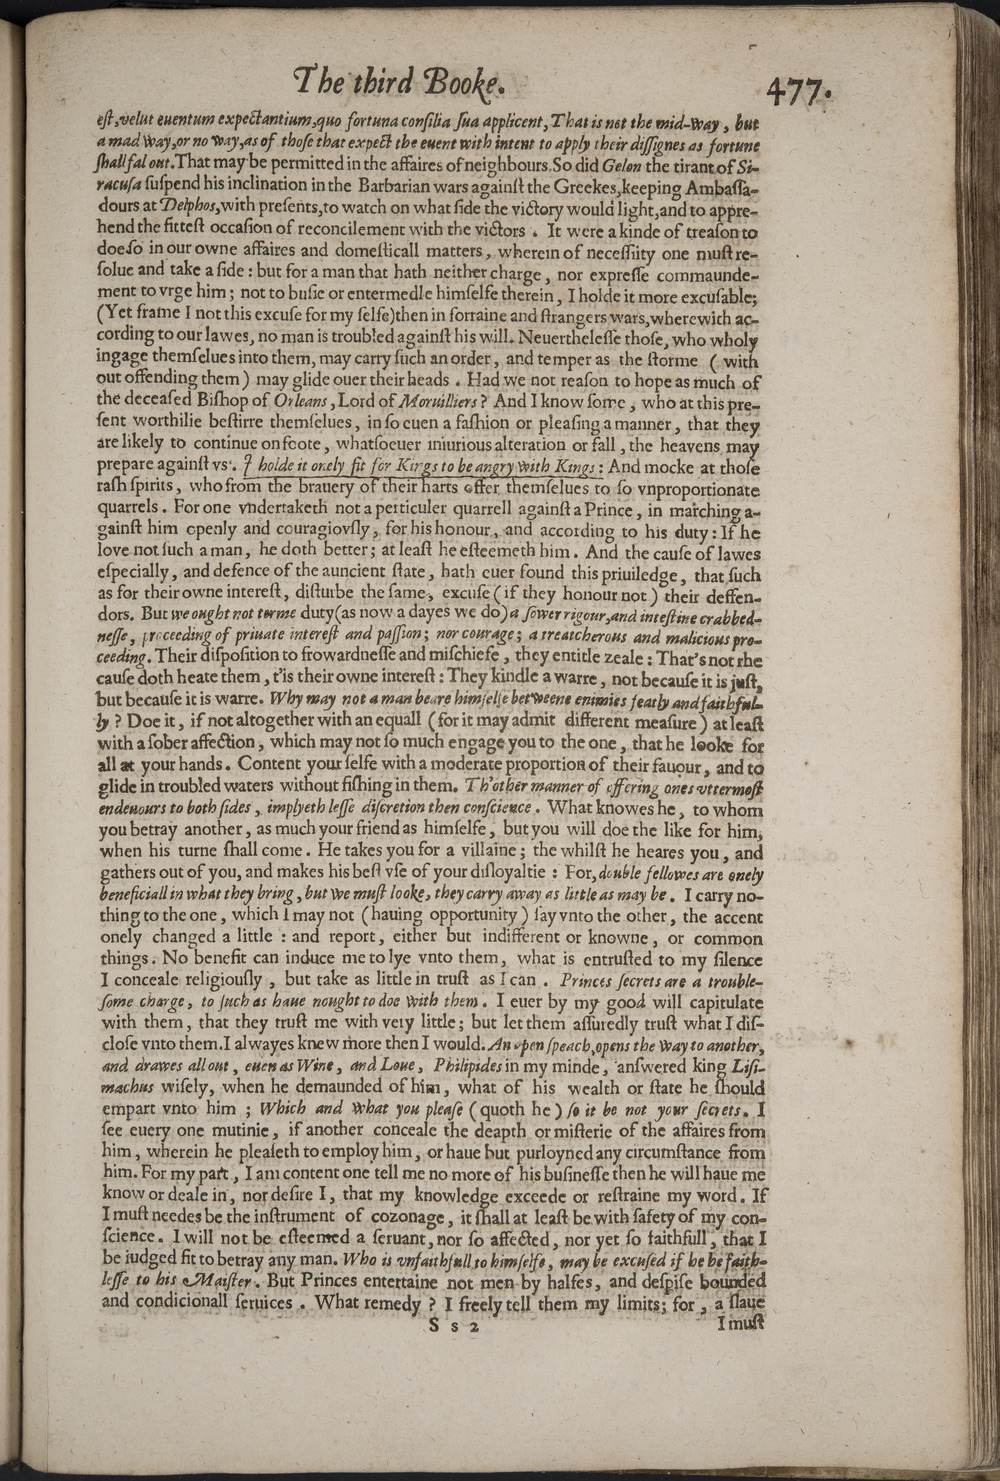 The third Booke.
477.
eſt, velut euentum expectantium, quo fortuna conſilia ſua applicent, That is not the mid-way, but
a mad way, or no way, as of thoſe that expect the euent with intent to apply their diſſignes as fortune
ſhall fal out. That may be permitted in the affaires of neighbours. So did Gelon the tirant of Si-
racuſa ſuſpend his inclination in the Barbarian wars againſt the Greekes, keeping Ambaſſa-
dours at Delphos, with preſents, to watch on what ſide the victory would light, and to appre-
hend the fitteſt occaſion of reconcilement with the victors . It were a kinde of treaſon to
doe ſo in our owne affaires and domeſticall matters, wherein of neceſſiity one muſt re-
ſolue and take a ſide : but for a man that hath neither charge, nor expreſſe commaunde-
ment to vrge him; not to buſie or entermedle himſelfe therein, I holde it more excuſable;
(Yet frame I not this excuſe for my ſelfe) then in forraine and ſtrangers wars, wherewith ac-
cording to our lawes, no man is troubled againſt his will. Neuertheleſſe thoſe, who wholy
ingage themſelues into them, may carry ſuch an order, and temper as the ſtorme ( with
out offending them) may glide ouer their heads . Had we not reaſon to hope as much of
the deceaſed Biſhop of Orleans, Lord of Moruilliers? And I know ſome, who at this pre-
ſent worthilie beſtirre themſelues, in ſo euen a faſhion or pleaſing a manner, that they
are likely to continue on foote, whatſoeuer iniurious alteration or fall, the heavens may
prepare againſt vs. I holde it onely fit for Kings to be angry with Kings : And mocke at thoſe
raſh ſpirits, who from the brauery of their harts offer themſelues to ſo vnproportionate
quarrels. For one vndertaketh not a perticuler quarrell againſt a Prince, in marching a-
gainſt him openly and couragiovſly, for his honour, and according to his duty: If he
love not ſuch a man, he doth better; at leaſt he eſteemeth him. And the cauſe of lawes
eſpecially, and defence of the auncient ſtate, hath euer found this priuiledge, that ſuch
as for their owne intereſt, diſturbe the ſame, excuſe (if they honour not) their deffen-
dors. But we ought not terme duty (as now a dayes we do) a ſower rigour, and inteſtine crabbed-
neſſe, proceeding of priuate intereſt and paſſion; nor courage; a treatcherous and malicious pro-
ceeding. Their diſpoſition to frowardneſſe and miſchiefe, they entitle zeale : That's not rhe
cauſe doth heate them, t'is their owne intereſt : They kindle a warre, not becauſe it is juſt,
but becauſe it is warre. Why may not a man beare himſelfe betweene enimies featly and faithful-
ly ? Doe it, if not altogether with an equall (for it may admit different meaſure) at leaſt
with a ſober affection, which may not ſo much engage you to the one, that he looke for
all at your hands. Content your ſelfe with a moderate proportion of their fauour, and to
glide in troubled waters without fiſhing in them. Th'other manner of offering ones vttermoſt
endeuours to both ſides, implyeth leſſe diſcretion then conſcience . What knowes he, to whom
you betray another, as much your friend as himſelfe, but you will doe the like for him,
when his turne ſhall come. He takes you for a villaine; the whilſt he heares you, and
gathers out of you, and makes his beſt vſe of your diſloyaltie : For, double fellowes are onely
beneficiall in what they bring, but we muſt looke, they carry away as little as may be . I carry no-
thing to the one, which I may not (hauing opportunity) ſay vnto the other, the accent
onely changed a little : and report, either but indifferent or knowne, or common
things. No benefit can induce me to lye vnto them, what is entruſted to my ſilence
I conceale religiouſly , but take as little in truſt as I can . Princes ſecrets are a trouble-
ſome charge, to ſuch as haue nought to doe with them . I euer by my good will capitulate
with them, that they truſt me with very little; but let them aſſuredly truſt what I diſ-
cloſe vnto them. I alwayes knew more then I would. An open ſpeach, opens the way to another,
and drawes all out, euen as Wine, and Loue, Philipides in my minde, anſwered king Liſi-
machus wiſely, when he demaunded of him, what of his wealth or ſtate he ſhould
empart vnto him ; Which and what you pleaſe (quoth he) ſo it be not your ſecrets. I
ſee euery one mutinie, if another conceale the deapth or miſterie of the affaires from
him, wherein he pleaſeth to employ him, or haue but purloyned any circumſtance from
him. For my part, I am content one tell me no more of his buſineſſe then he will haue me
know or deale in, nor deſire I, that my knowledge exceede or reſtraine my word. If
I muſt needes be the inſtrument of cozonage, it ſhall at leaſt be with ſafety of my con-
ſcience. I will not be eſteemed a ſeruant, nor ſo affected, nor yet ſo faithfull, that I
be iudged fit to betray any man. Who is vnfaithfull to himſelfe, may be excuſed if he be faith-
leſſe to his Maiſter. But Princes entertaine not men by halfes, and deſpiſe bounded
and condicionall ſeruices . What remedy ? I freely tell them my limits; for, a ſlaue
S s 2
I muſt